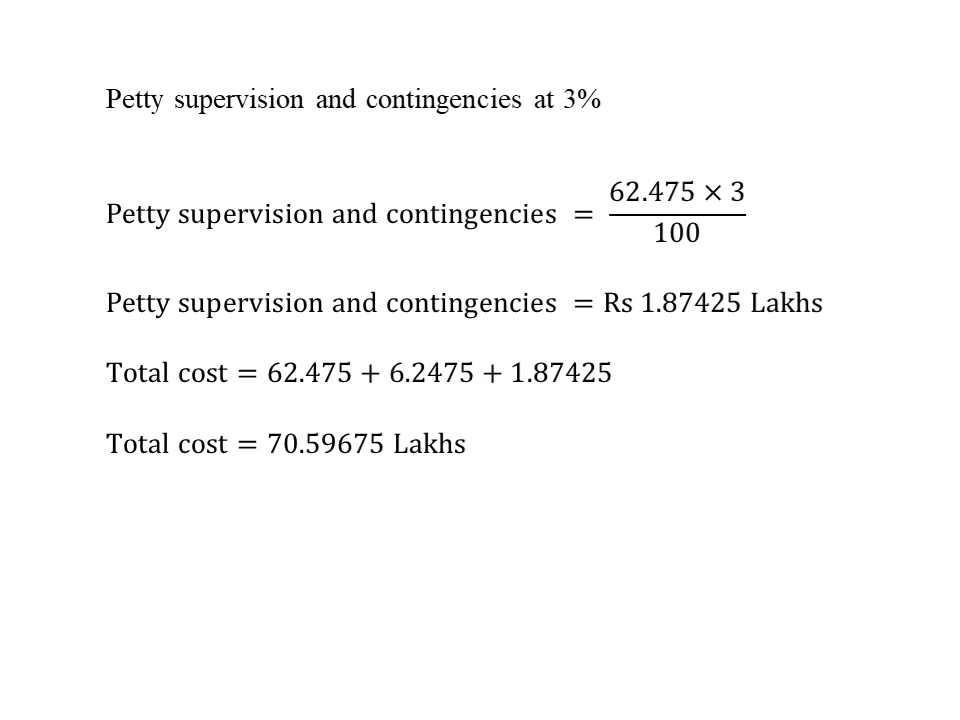 Petty supervision and contingencies at 3%
Petty supervision and contingencies = 62.475 × 3 / 100
Petty supervision and contingencies = Rs 1.87425 Lakhs
Total cost = 62.475 + 6.2475 + 1.87425
Total cost = 70.59675 Lakhs